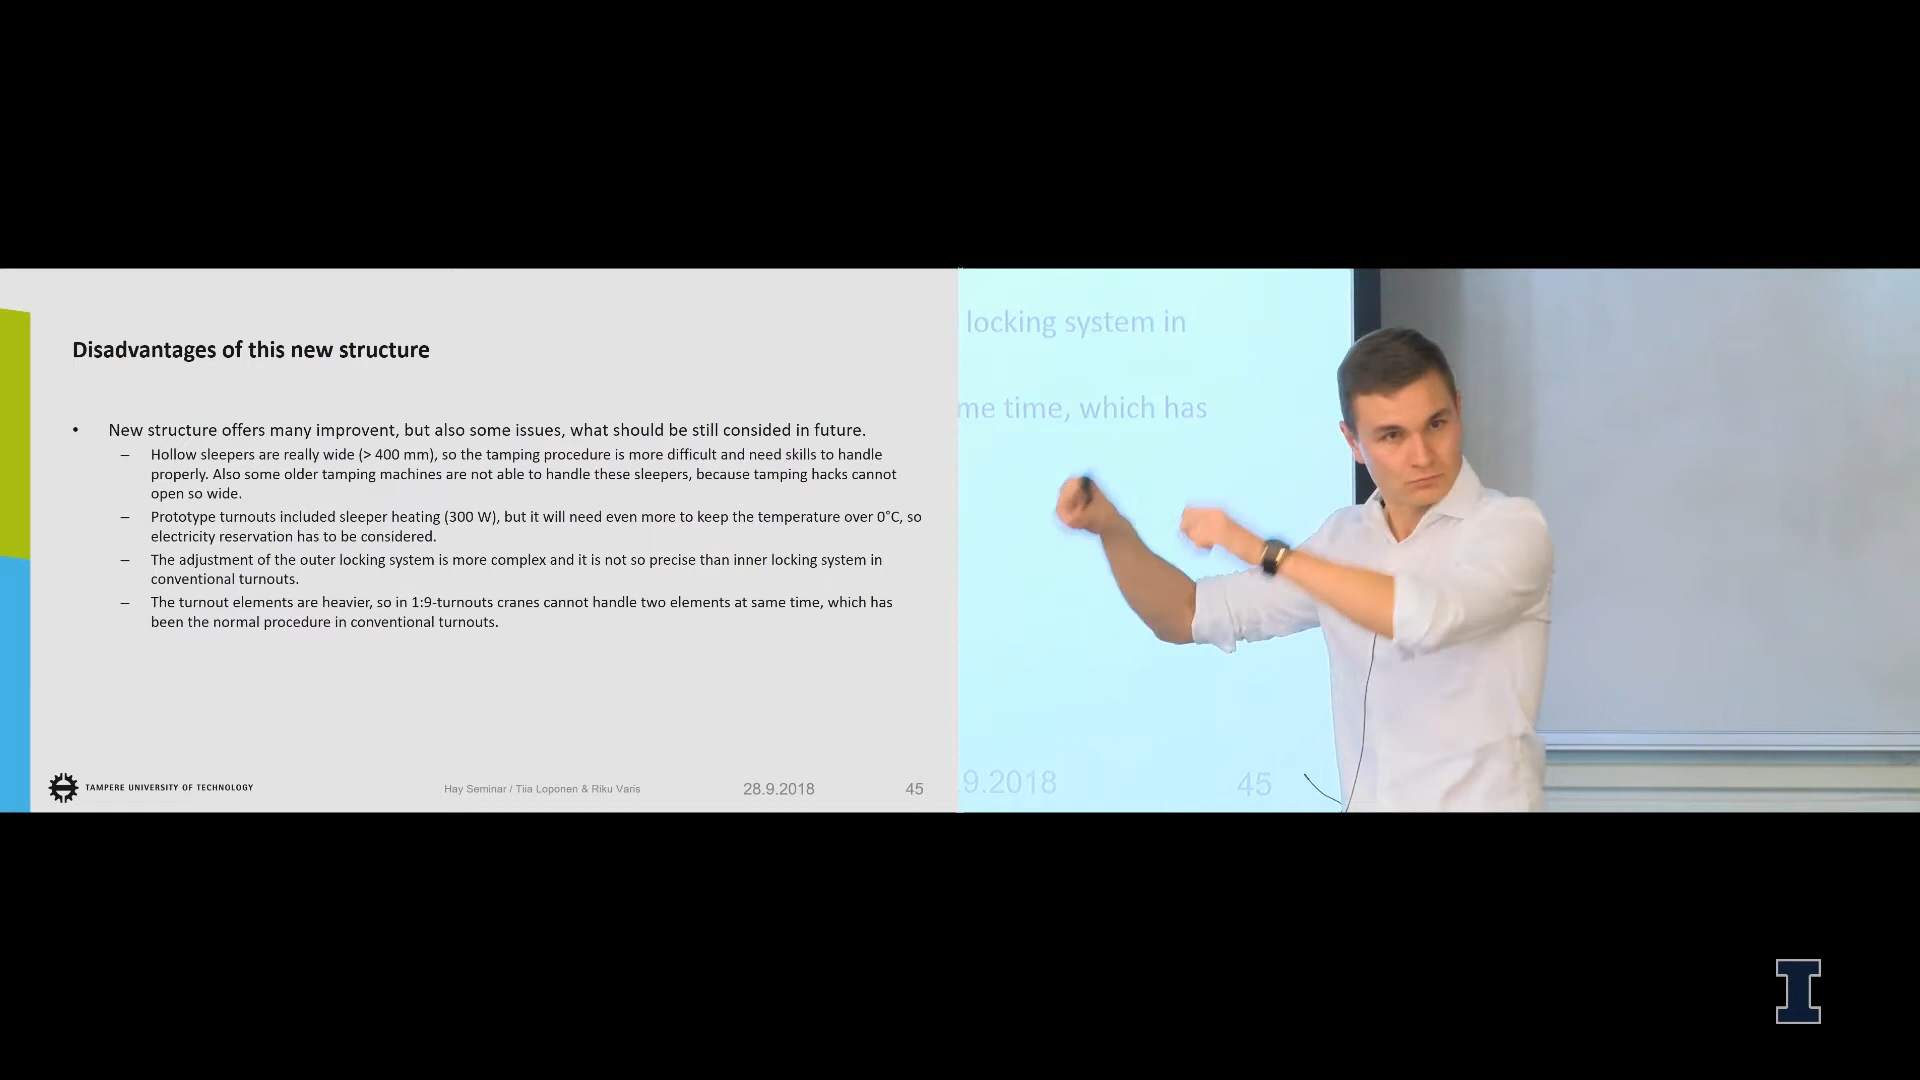 Disadvantages of this new structure
• New structure offers many improvent, but also some issues, what should be still consided in future.
– Hollow sleepers are really wide (> 400 mm), so the tamping procedure is more difficult and need skills to handle
properly. Also some older tamping machines are not able to handle these sleepers, because tamping hacks cannot
open so wide.
– Prototype turnouts included sleeper heating (300 W), but it will need even more to keep the temperature over 0°C, so
electricity reservation has to be considered.
– The adjustment of the outer locking system is more complex and it is not so precise than inner locking system in
conventional turnouts.
– The turnout elements are heavier, so in 1:9-turnouts cranes cannot handle two elements at same time, which has
been the normal procedure in conventional turnouts.
TAMPERE UNIVERSITY OF TECHNOLOGY
Hay Seminar / Tiia Loponen & Riku Varis
28.9.2018
45
locking system in
me time, which has
.9.2018
45
I